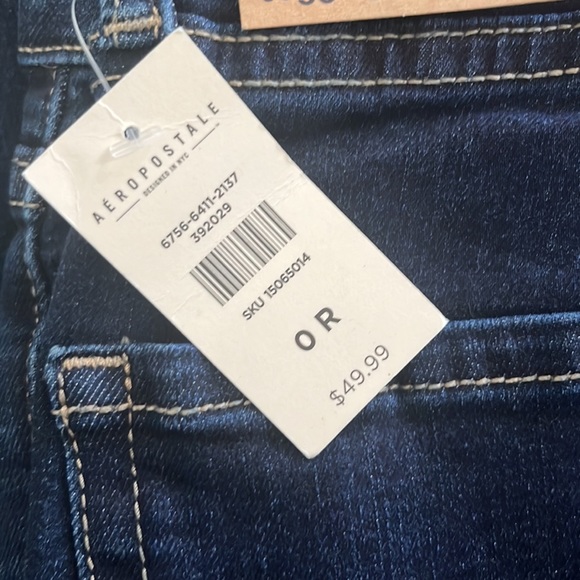 AÉROPOSTALE
DESIGNED IN NYC
6756-6411-2137
392029
SKU 15065014
0 R
$49.99